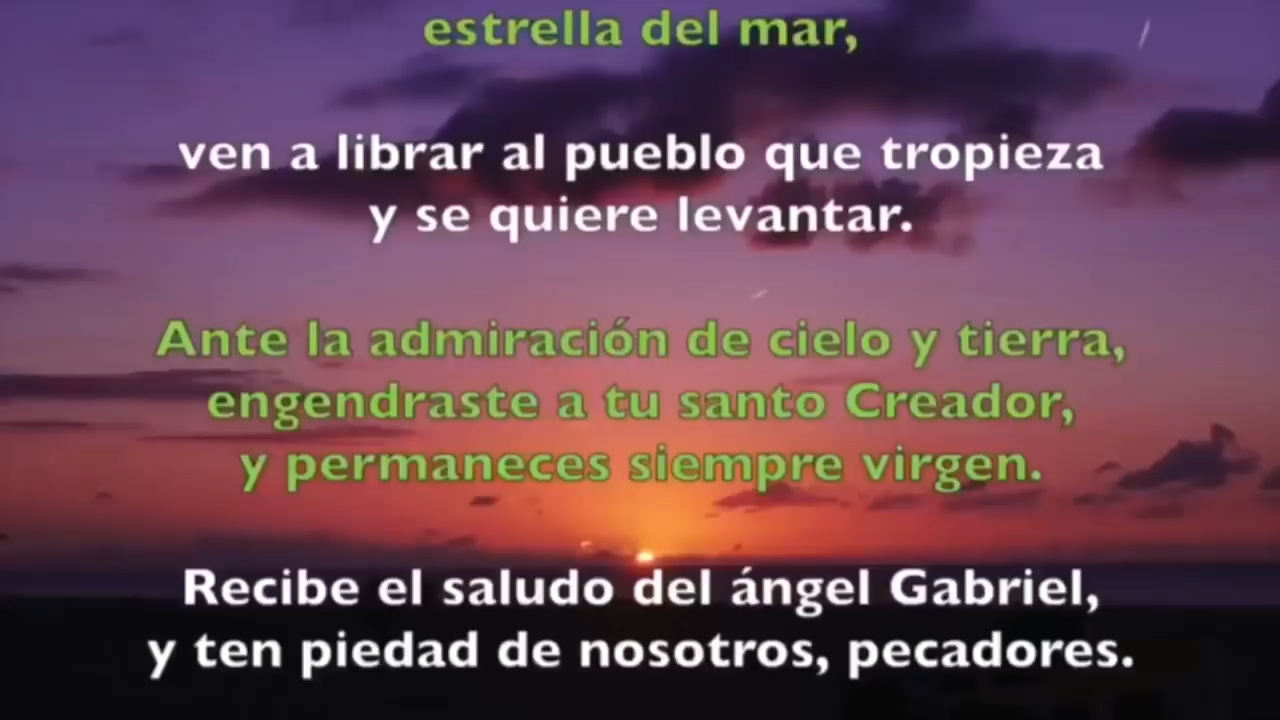 estrella del mar,
ven a librar al pueblo que tropieza
y se quiere levantar.
Ante la admiración de cielo y tierra,
engendraste a tu santo Creador,
y permaneces siempre virgen.
Recibe el saludo del ángel Gabriel,
y ten piedad de nosotros, pecadores.